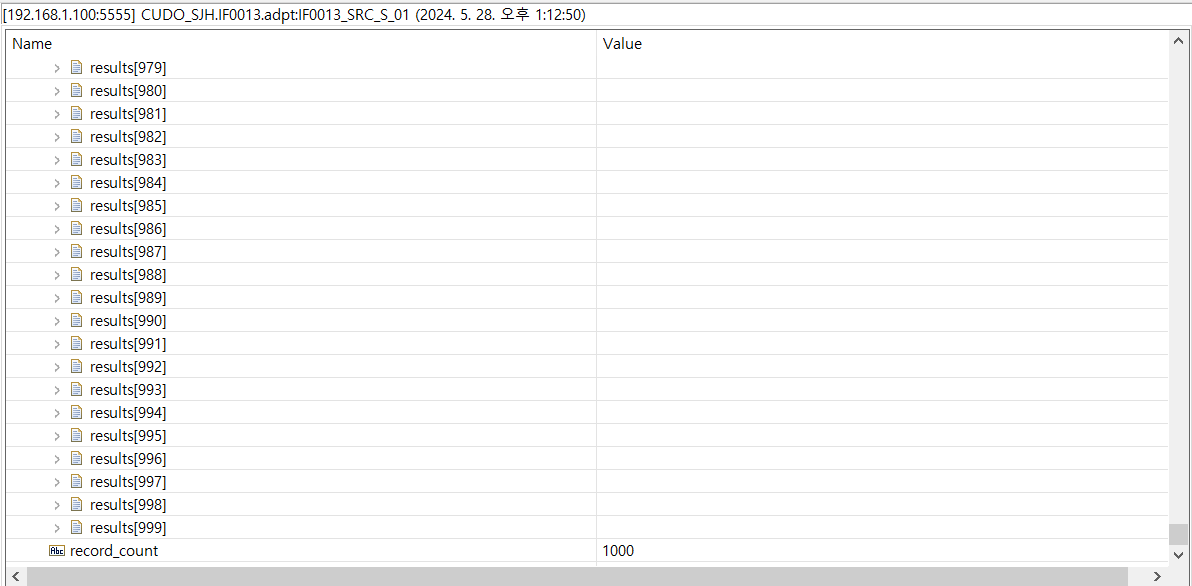 [192.168.1.100:5555] CUDO_SJH.IF0013.adpt:IF0013_SRC_S_01 (2024. 5. 28. 오후 1:12:50)
Name Value
results[979]
results[980]
results[981]
results[982]
results[983]
results[984]
results[985]
results[986]
results[987]
results[988]
results[989]
results[990]
results[991]
results[992]
results[993]
results[994]
results[995]
results[996]
results[997]
results[998]
results[999]
Abc record_count 1000